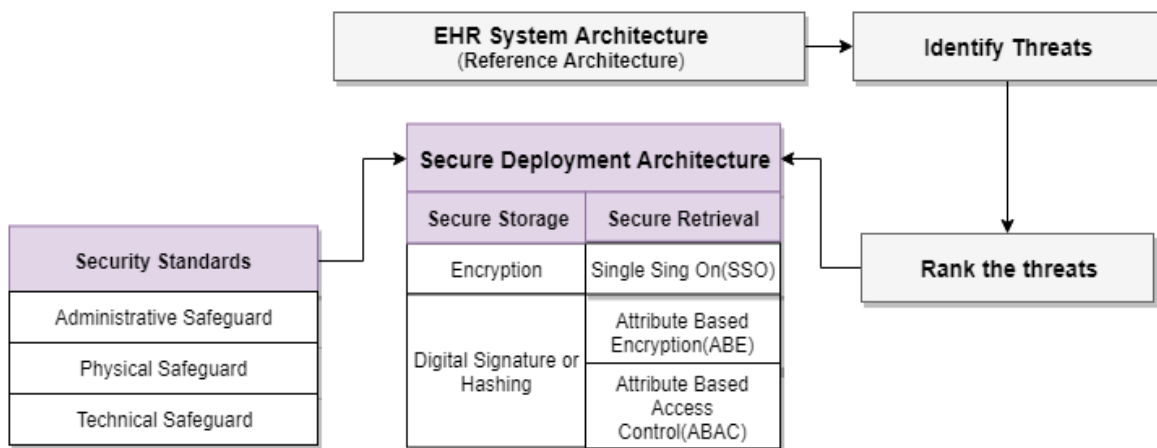 EHR System Architecture
(Reference Architecture)
Identify Threats
Secure Deployment Architecture
Secure Storage
Secure Retrieval
Security Standards
Encryption
Single Sing On(SSO)
Rank the threats
Administrative Safeguard
Physical Safeguard
Technical Safeguard
Digital Signature or
Hashing
Attribute Based
Encryption(ABE)
Attribute Based
Access
Control(ABAC)